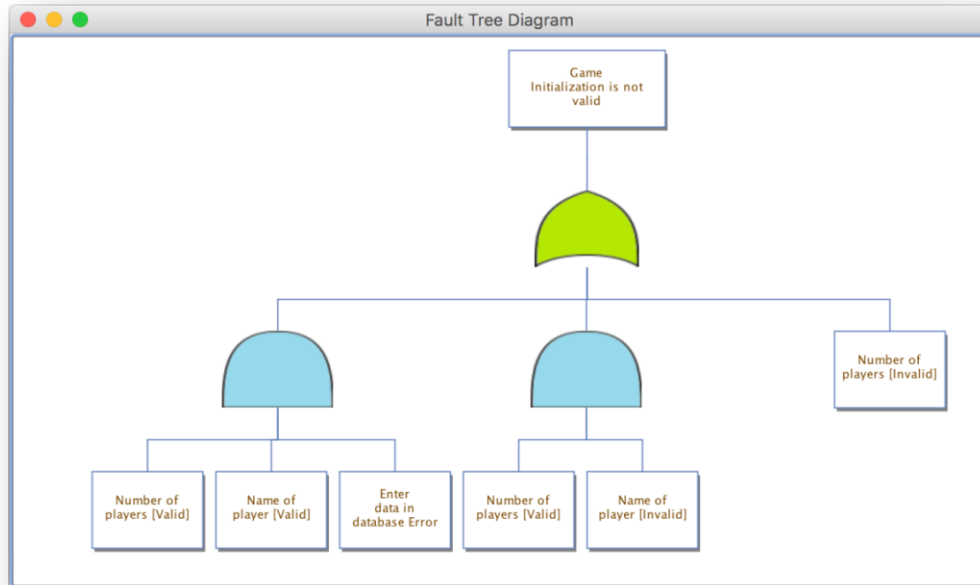 Fault Tree Diagram
Game
Initialization is not
valid
Number of
players [Invalid]
Number of
players [Valid]
Name of
player [Valid]
Enter
data in
database Error
Number of
players [Valid]
Name of
player [Invalid]